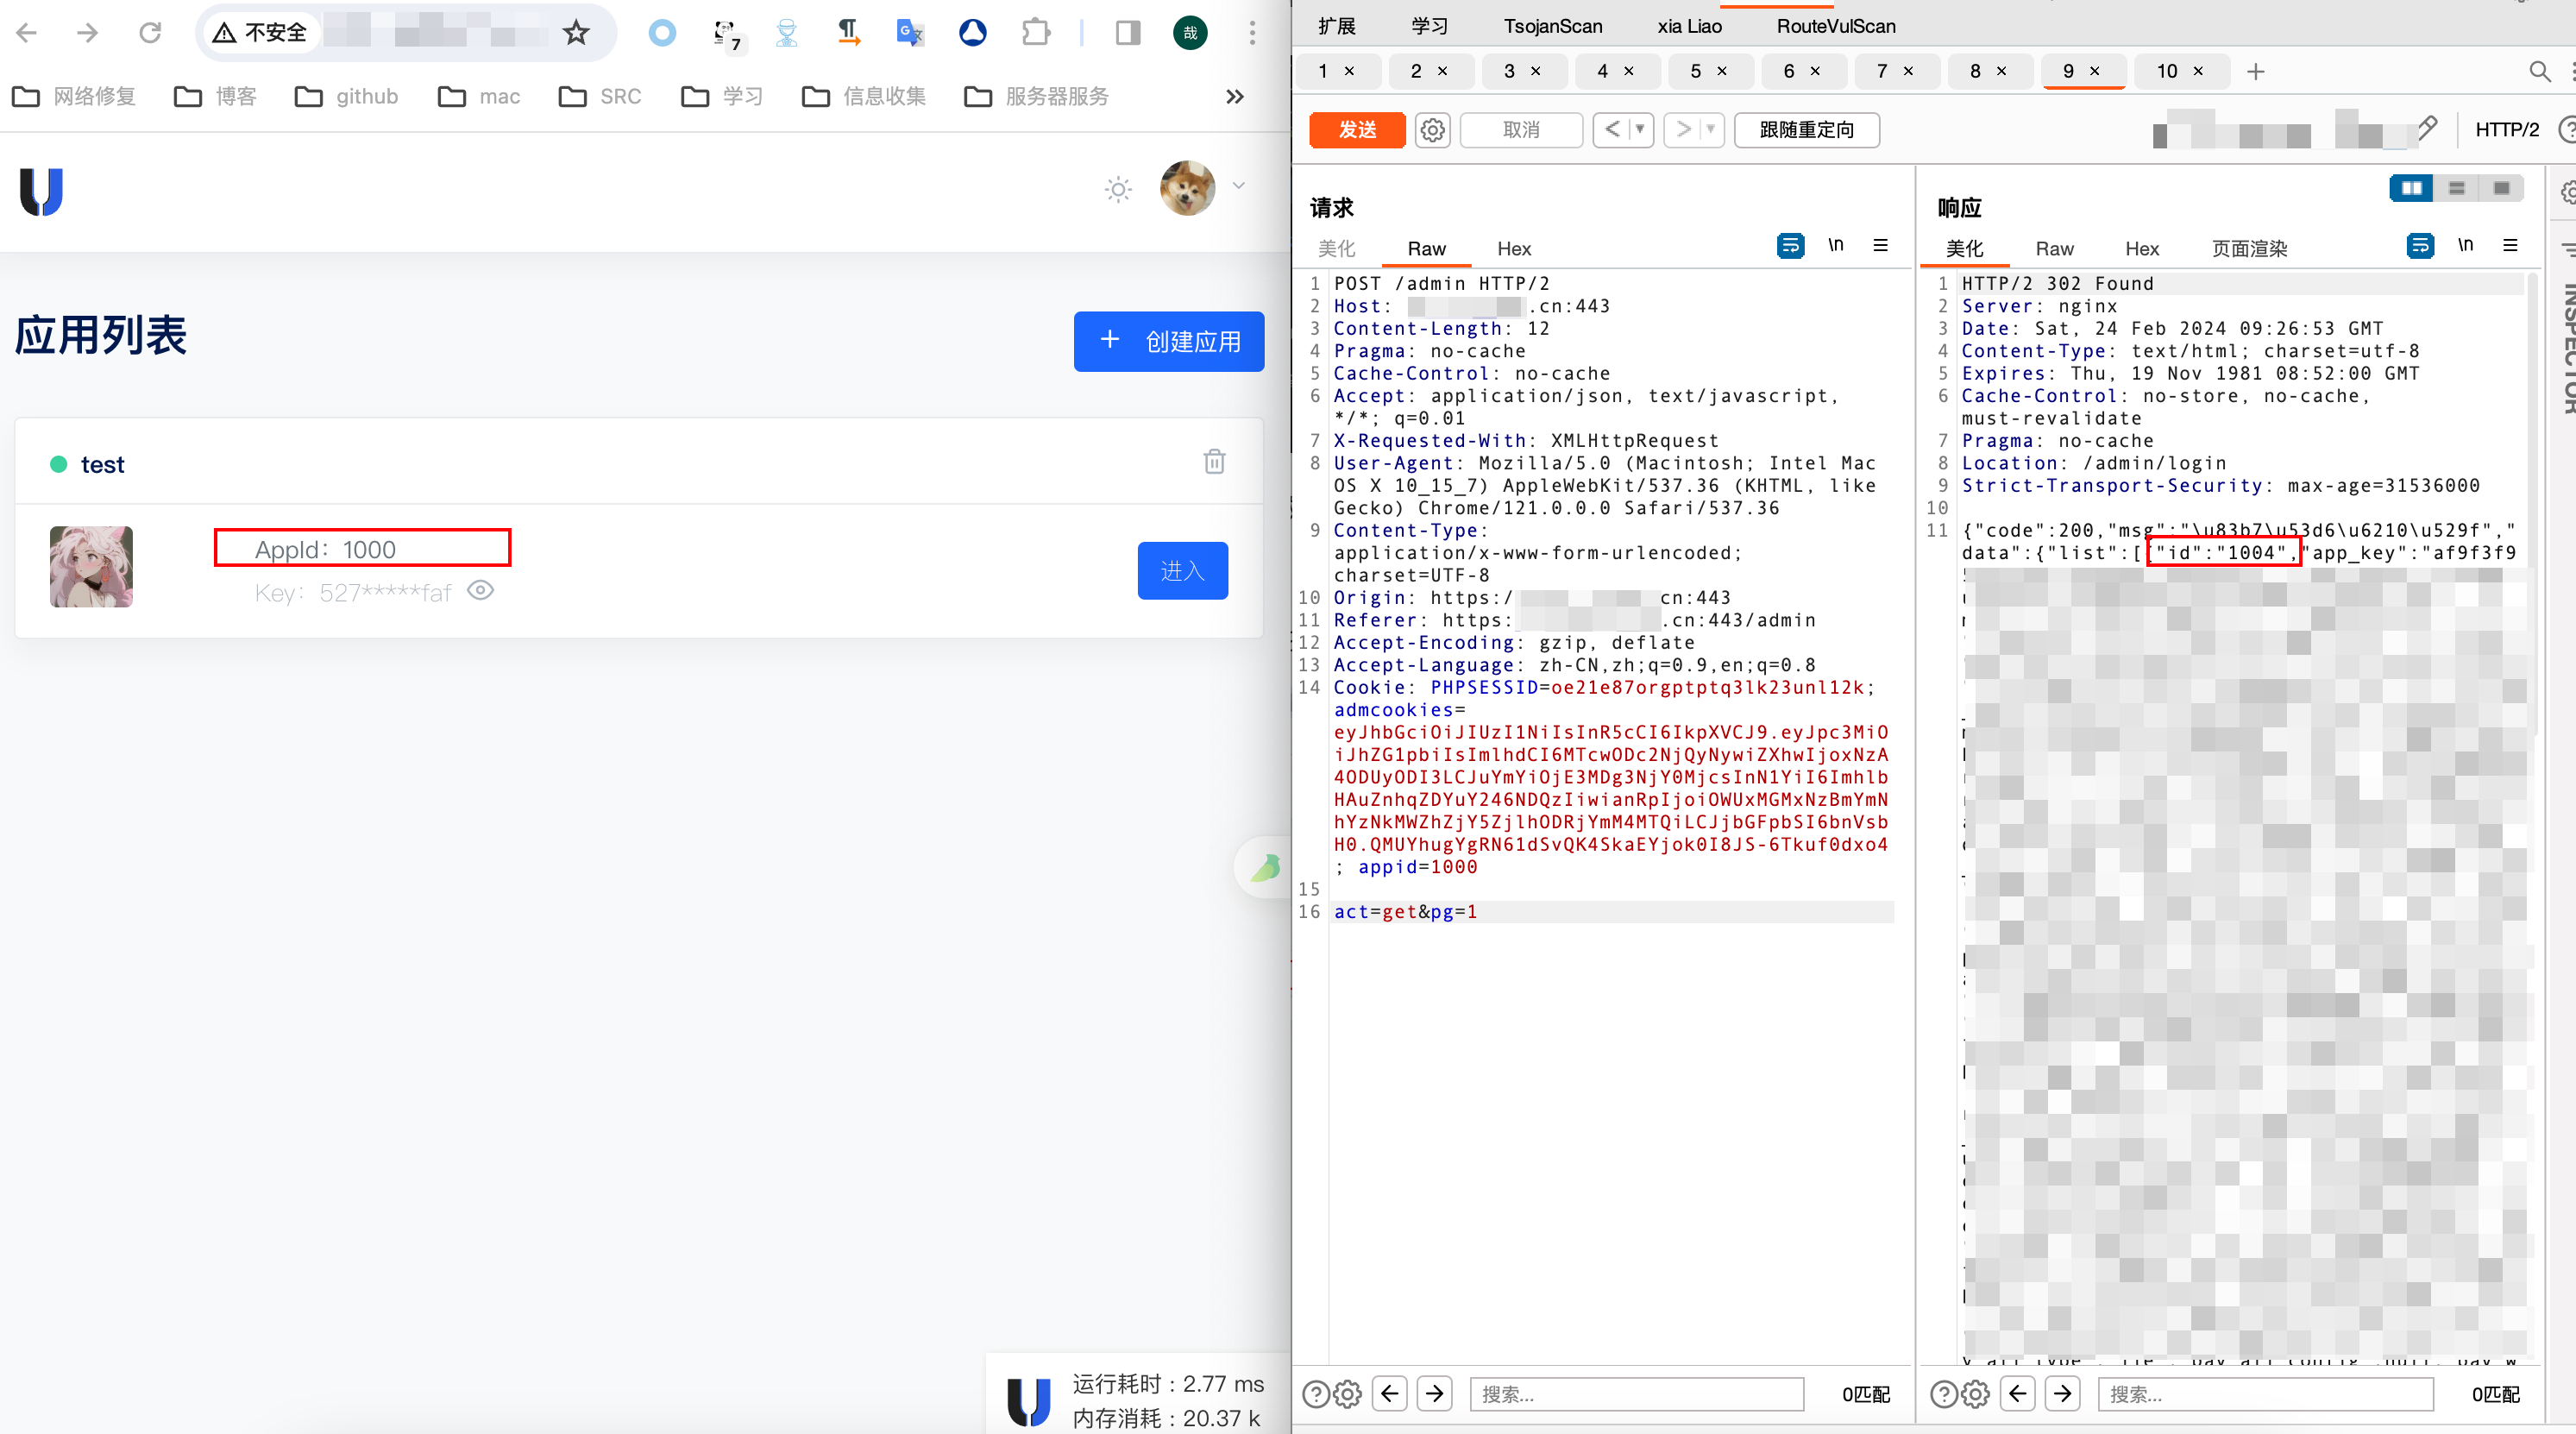 不安全
7
哉
网络修复
博客
github
mac
SRC
学习
信息收集
服务器服务
应用列表
+ 创建应用
test
AppId：1000
Key：527*****faf
进入
运行耗时：2.77 ms
内存消耗：20.37 k
扩展
学习
TsojanScan
xia Liao
RouteVulScan
1 ×
2 ×
3 ×
4 ×
5 ×
6 ×
7 ×
8 ×
9 ×
10 ×
+
发送
取消
跟随重定向
HTTP/2
请求
美化
Raw
Hex
\n
1 POST /admin HTTP/2
2 Host: .cn:443
3 Content-Length: 12
4 Pragma: no-cache
5 Cache-Control: no-cache
6 Accept: application/json, text/javascript,
*/*; q=0.01
7 X-Requested-With: XMLHttpRequest
8 User-Agent: Mozilla/5.0 (Macintosh; Intel Mac
OS X 10_15_7) AppleWebKit/537.36 (KHTML, like
Gecko) Chrome/121.0.0.0 Safari/537.36
9 Content-Type:
application/x-www-form-urlencoded;
charset=UTF-8
10 Origin: https:/ cn:443
11 Referer: https: .cn:443/admin
12 Accept-Encoding: gzip, deflate
13 Accept-Language: zh-CN,zh;q=0.9,en;q=0.8
14 Cookie: PHPSESSID=oe21e87orgptptq3lk23unl12k;
admcookies=
eyJhbGciOiJIUzI1NiIsInR5cCI6IkpXVCJ9.eyJpc3MiO
iJhZG1pbiIsImlhdCI6MTcwODc2NjQyNywiZXhwIjoxNzA
4ODUyODI3LCJuYmYiOjE3MDg3NjY0MjcsInN1YiI6Imhlb
HAuZnhqZDYuY246NDQzIiwianRpIjoiOWUxMGMxNzBmYmN
hYzNkMWZhZjY5ZjlhODRjYmM4MTQiLCJjbGFpbSI6bnVsb
H0.QMUYhugYgRN61dSvQK4SkaEYjok0I8JS-6Tkuf0dxo4
; appid=1000
15
16 act=get&pg=1
搜索...
0匹配
响应
美化
Raw
Hex
页面渲染
\n
1 HTTP/2 302 Found
2 Server: nginx
3 Date: Sat, 24 Feb 2024 09:26:53 GMT
4 Content-Type: text/html; charset=utf-8
5 Expires: Thu, 19 Nov 1981 08:52:00 GMT
6 Cache-Control: no-store, no-cache,
must-revalidate
7 Pragma: no-cache
8 Location: /admin/login
9 Strict-Transport-Security: max-age=31536000
10
11 {"code":200,"msg":"\u83b7\u53d6\u6210\u529f","
data":{"list":[{"id":"1004","app_key":"af9f3f9
搜索...
0匹配
INSPECTOR